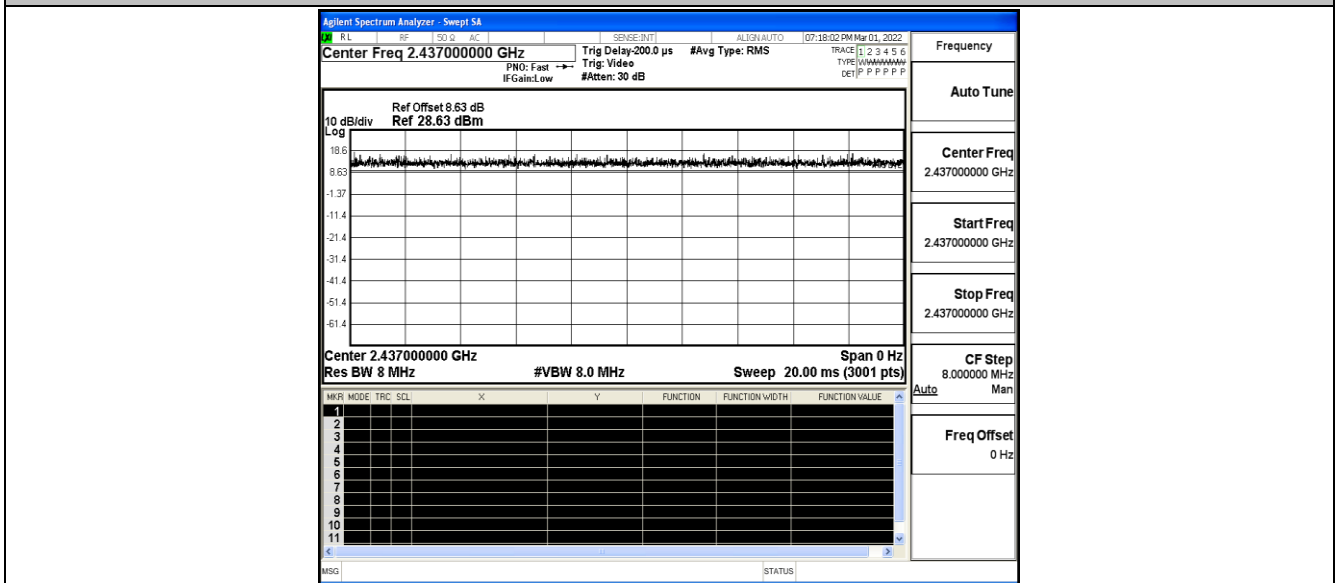 Agilent Spectrum Analyzer - Swept SA
LXI RL RF 50 Ω AC SENSE:INT ALIGNAUTO 07:18:02 PM Mar 01, 2022
Center Freq 2.437000000 GHz
Trig Delay-200.0 µs #Avg Type: RMS
TRACE 1 2 3 4 5 6
PNO: Fast
Trig: Video
TYPE
IFGain:Low
#Atten: 30 dB
DET P P P P P P
Ref Offset 8.63 dB
10 dB/div Ref 28.63 dBm
Log
18.6
8.63
-1.37
-11.4
-21.4
-31.4
-41.4
-51.4
-61.4
Center 2.437000000 GHz Span 0 Hz
Res BW 8 MHz #VBW 8.0 MHz Sweep 20.00 ms (3001 pts)
MKR MODE TRC SCL X Y FUNCTION FUNCTION WIDTH FUNCTION VALUE
1
2
3
4
5
6
7
8
9
10
11
MSG STATUS
Frequency
Auto Tune
Center Freq
2.437000000 GHz
Start Freq
2.437000000 GHz
Stop Freq
2.437000000 GHz
CF Step
8.000000 MHz
Auto Man
Freq Offset
0 Hz